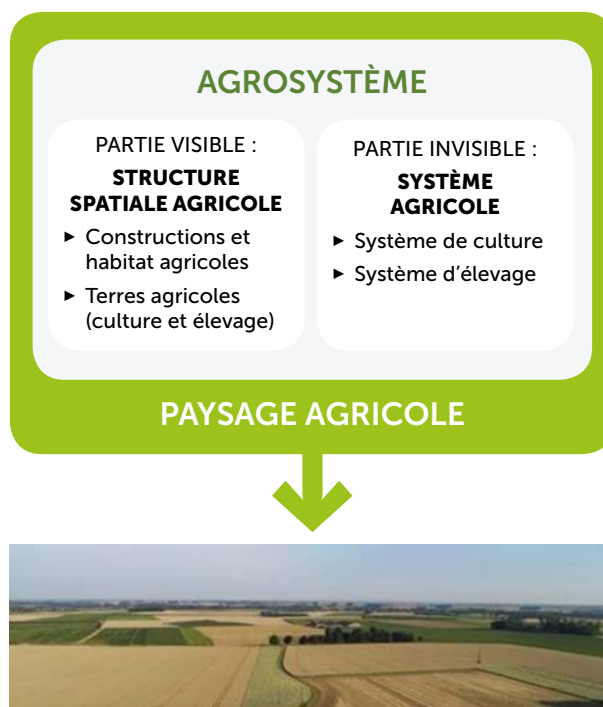 AGROSYSTÈME
PARTIE VISIBLE :
STRUCTURE
SPATIALE AGRICOLE
► Constructions et
habitat agricoles
► Terres agricoles
(culture et élevage)
PARTIE INVISIBLE :
SYSTÈME
AGRICOLE
► Système de culture
► Système d'élevage
PAYSAGE AGRICOLE